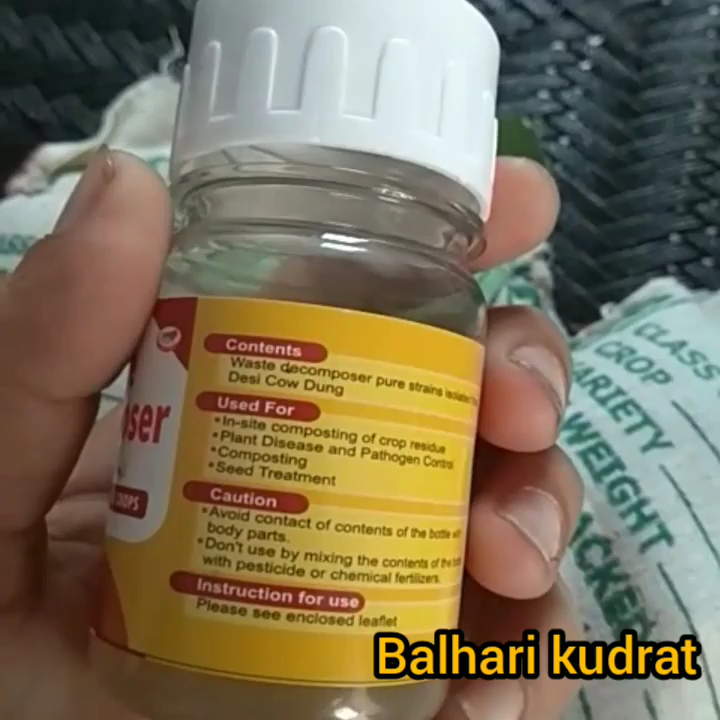 Contents
Waste decomposer pure strains isolated
Desi Cow Dung
Used For
•In-site composting of crop residue
•Plant Disease and Pathogen Control
•Composting
•Seed Treatment
Caution
•Avoid contact of contents of the bottle
body parts.
•Don't use by mixing the contents of the
with pesticide or chemical fertilizers.
Instruction for use
Please see enclosed leaflet
CROPS
CLASS
CROP
WEIGHT
Balhari kudrat